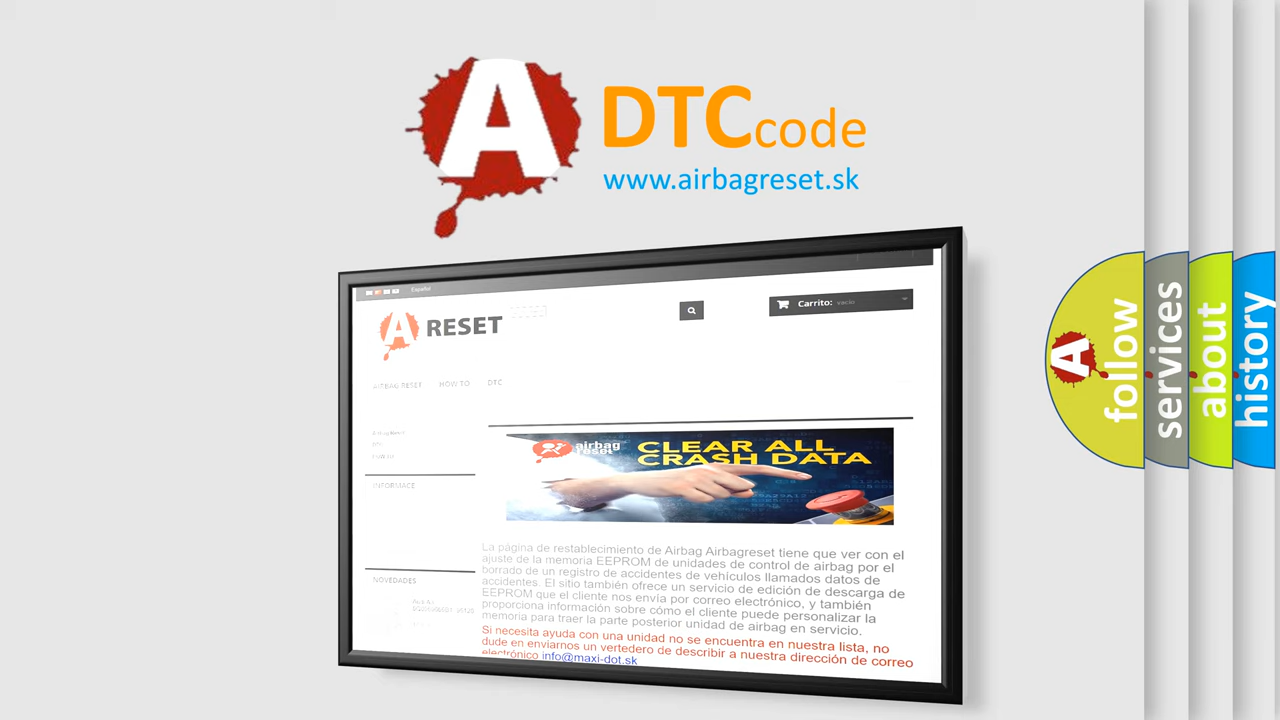 A
DTC code
www.airbagreset.sk
Español
A RESET
Carrito: vacío
AIRBAG RESET HOW TO DTC
INFORMACE
NOVEDADES
airbag
reset
CLEAR ALL
CRASH DATA
La página de restablecimiento de Airbag Airbagreset tiene que ver con el
ajuste de la memoria EEPROM de unidades de control de airbag por el
borrado de un registro de accidentes de vehículos llamados datos de
accidentes. El sitio también ofrece un servicio de edición de descarga de
EEPROM que el cliente nos envía por correo electrónico, y también
proporciona información sobre cómo el cliente puede personalizar la
memoria para traer la parte posterior unidad de airbag en servicio.
Si necesita ayuda con una unidad no se encuentra en nuestra lista, no
dude en enviarnos un vertedero de describir a nuestra dirección de correo
electrónico info@maxi-dot.sk
A
follow
services
about
history